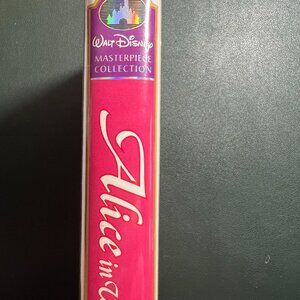 Walt Disney
MASTERPIECE
COLLECTION
Alice in